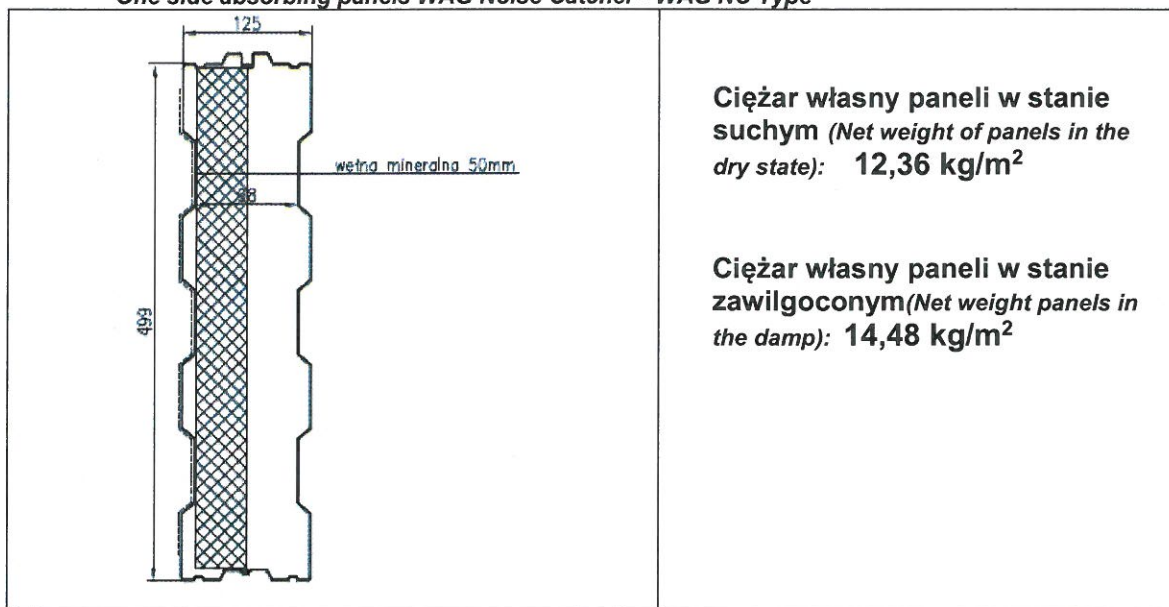 One side absorbing panels WAG Noise Catcher - WAG NC Type
125
wełna mineralna 50mm
499
Ciężar własny paneli w stanie
suchym (Net weight of panels in the
dry state): 12,36 kg/m²
Ciężar własny paneli w stanie
zawilgoconym(Net weight panels in
the damp): 14,48 kg/m²